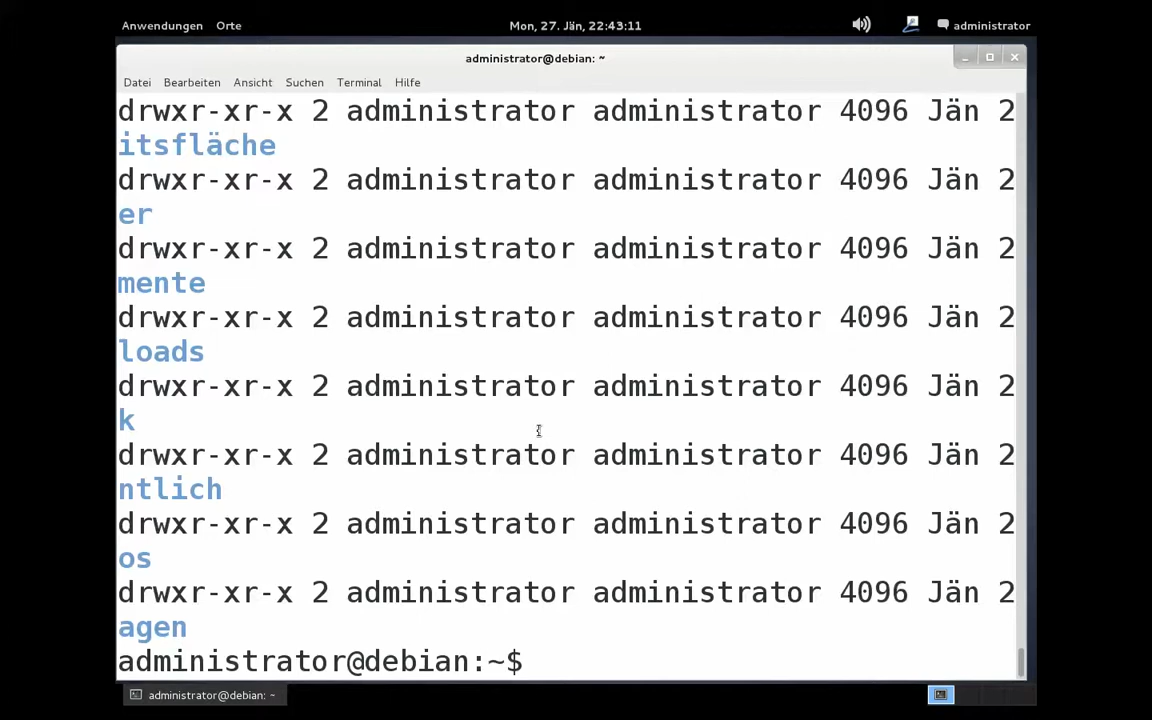 Anwendungen Orte Mon, 27. Jän, 22:43:11 administrator
administrator@debian: ~
Datei Bearbeiten Ansicht Suchen Terminal Hilfe
drwxr-xr-x 2 administrator administrator 4096 Jän 2
itsfläche
drwxr-xr-x 2 administrator administrator 4096 Jän 2
er
drwxr-xr-x 2 administrator administrator 4096 Jän 2
mente
drwxr-xr-x 2 administrator administrator 4096 Jän 2
loads
drwxr-xr-x 2 administrator administrator 4096 Jän 2
k
drwxr-xr-x 2 administrator administrator 4096 Jän 2
ntlich
drwxr-xr-x 2 administrator administrator 4096 Jän 2
os
drwxr-xr-x 2 administrator administrator 4096 Jän 2
agen
administrator@debian:~$
administrator@debian: ~